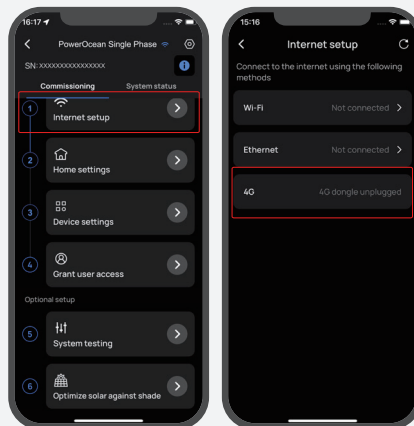 16:17
PowerOcean Single Phase
SN: xxxxxxxxxxxxxxx
Commissioning
System status
1
Internet setup
2
Home settings
3
Device settings
4
Grant user access
Optional setup
5
System testing
6
Optimize solar against shade
15:16
Internet setup
Connect to the internet using the following
methods
Wi-Fi
Not connected
Ethernet
Not connected
4G
4G dongle unplugged